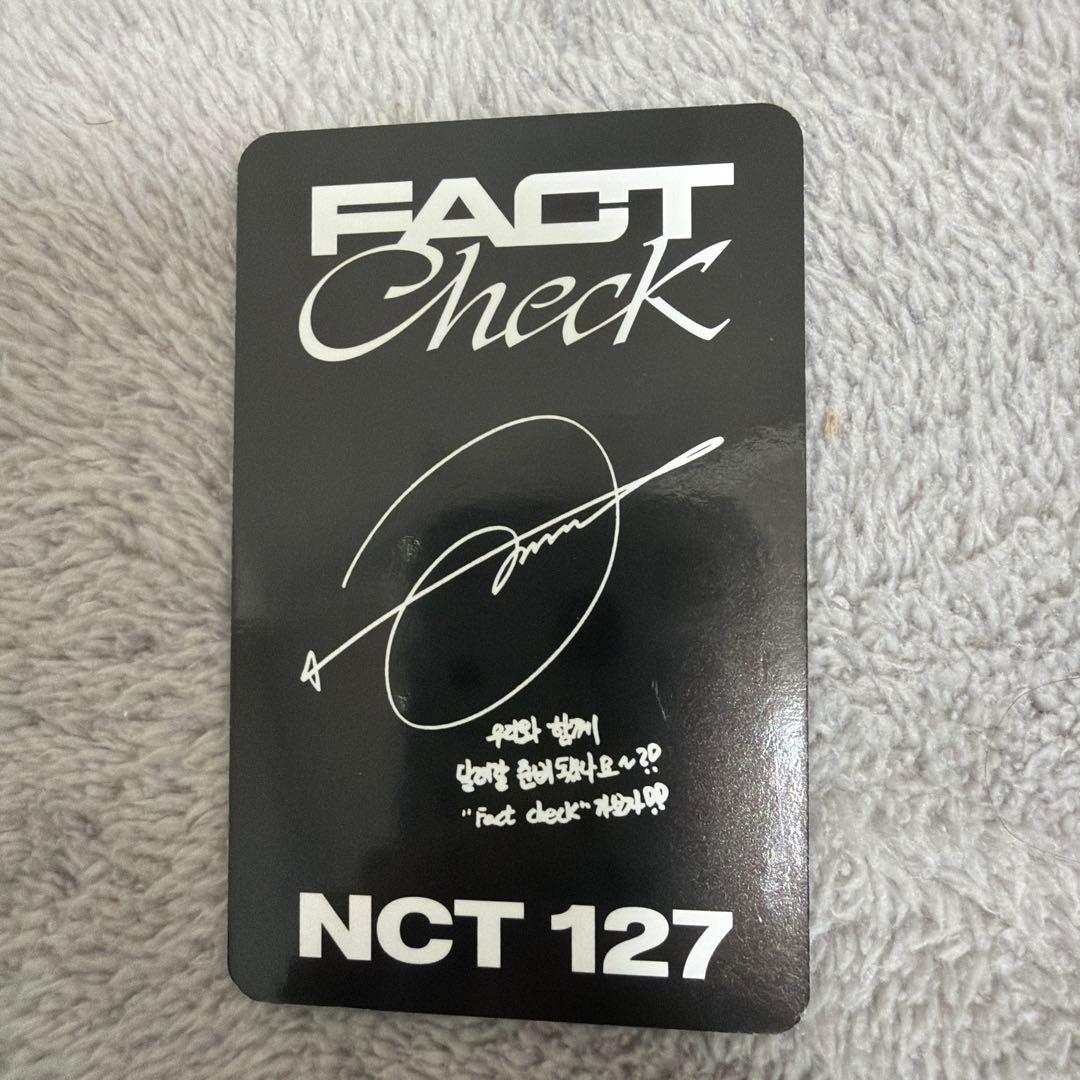 FACT
Check
우리와 함께
달려갈 준비 됐나요~?!
"Fact check" 가보자!!
NCT 127